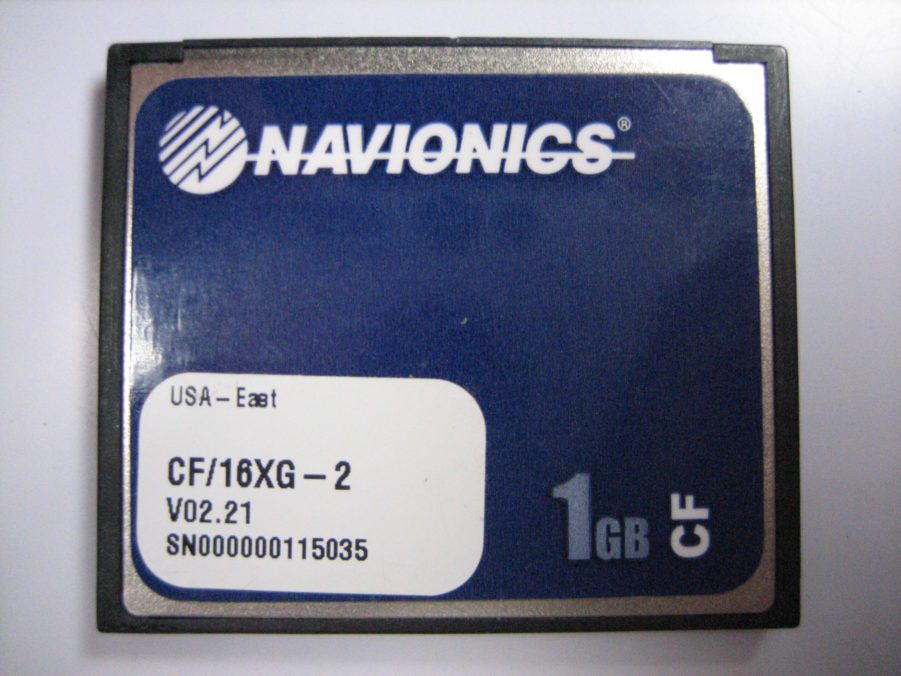 NAVIONICS®
USA-East
CF/16XG-2
V02.21
SN000000115035
1GB
CF